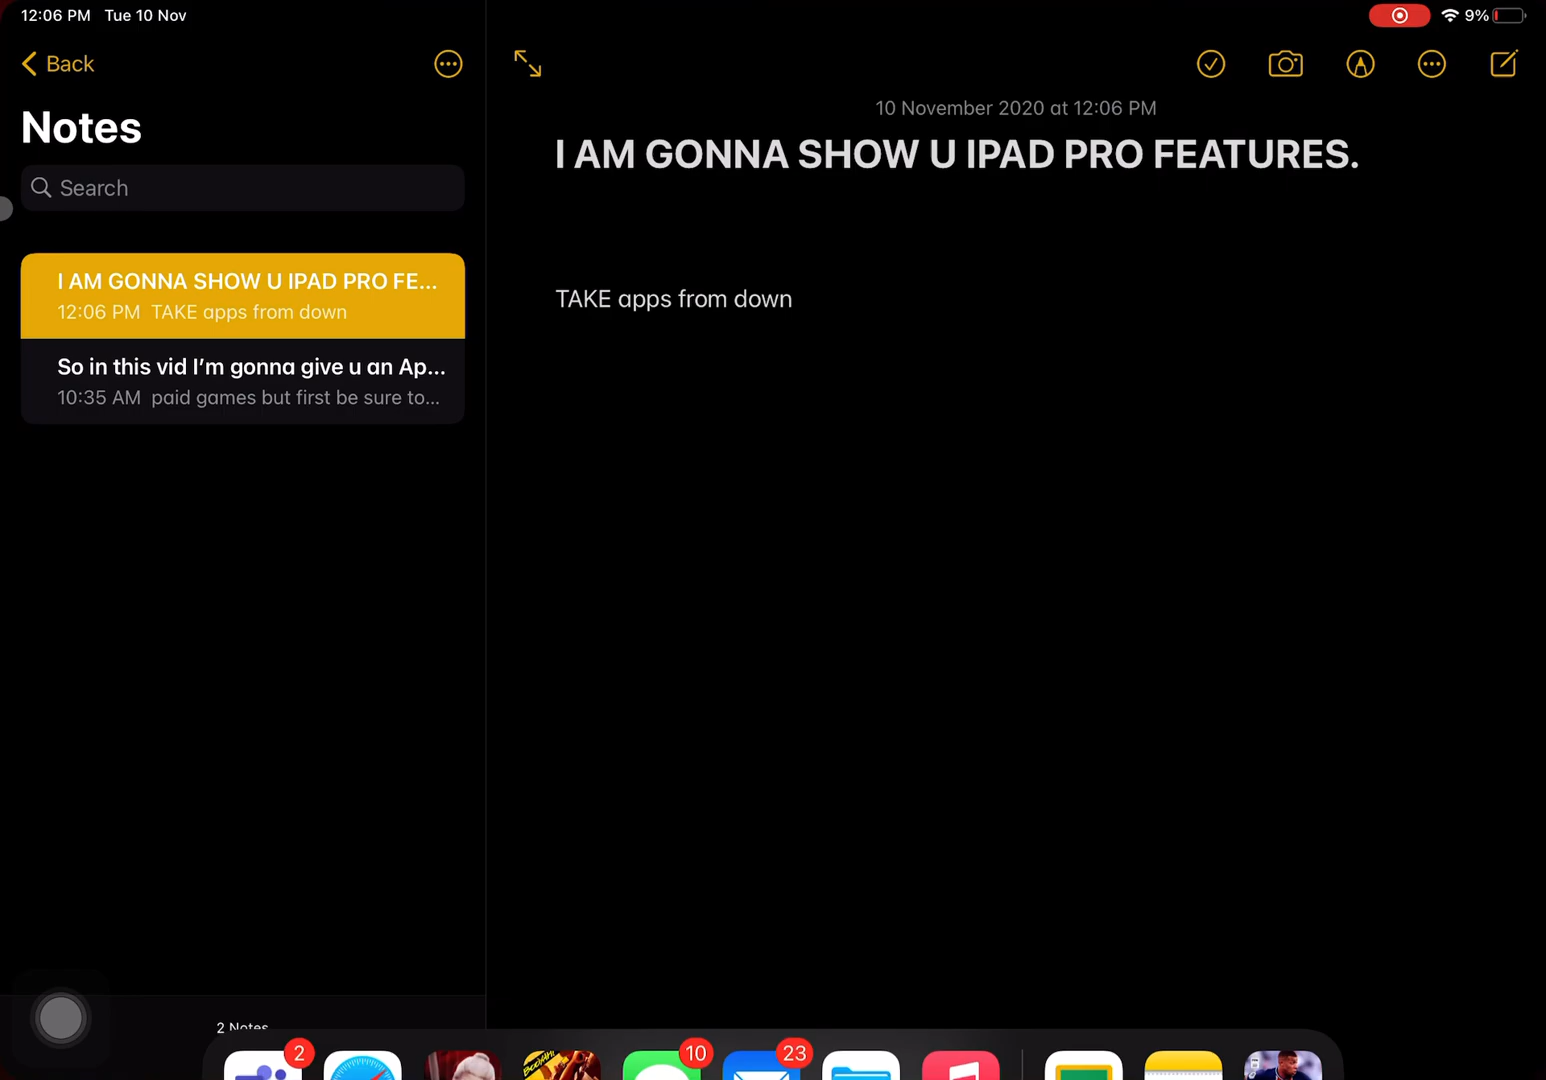 12:06 PM Tue 10 Nov
9%
Back
Notes
Search
I AM GONNA SHOW U IPAD PRO FE...
12:06 PM TAKE apps from down
So in this vid I’m gonna give u an Ap...
10:35 AM paid games but first be sure to...
2 Notes
10 November 2020 at 12:06 PM
I AM GONNA SHOW U IPAD PRO FEATURES.
TAKE apps from down
2
BOOYAH!
10
23